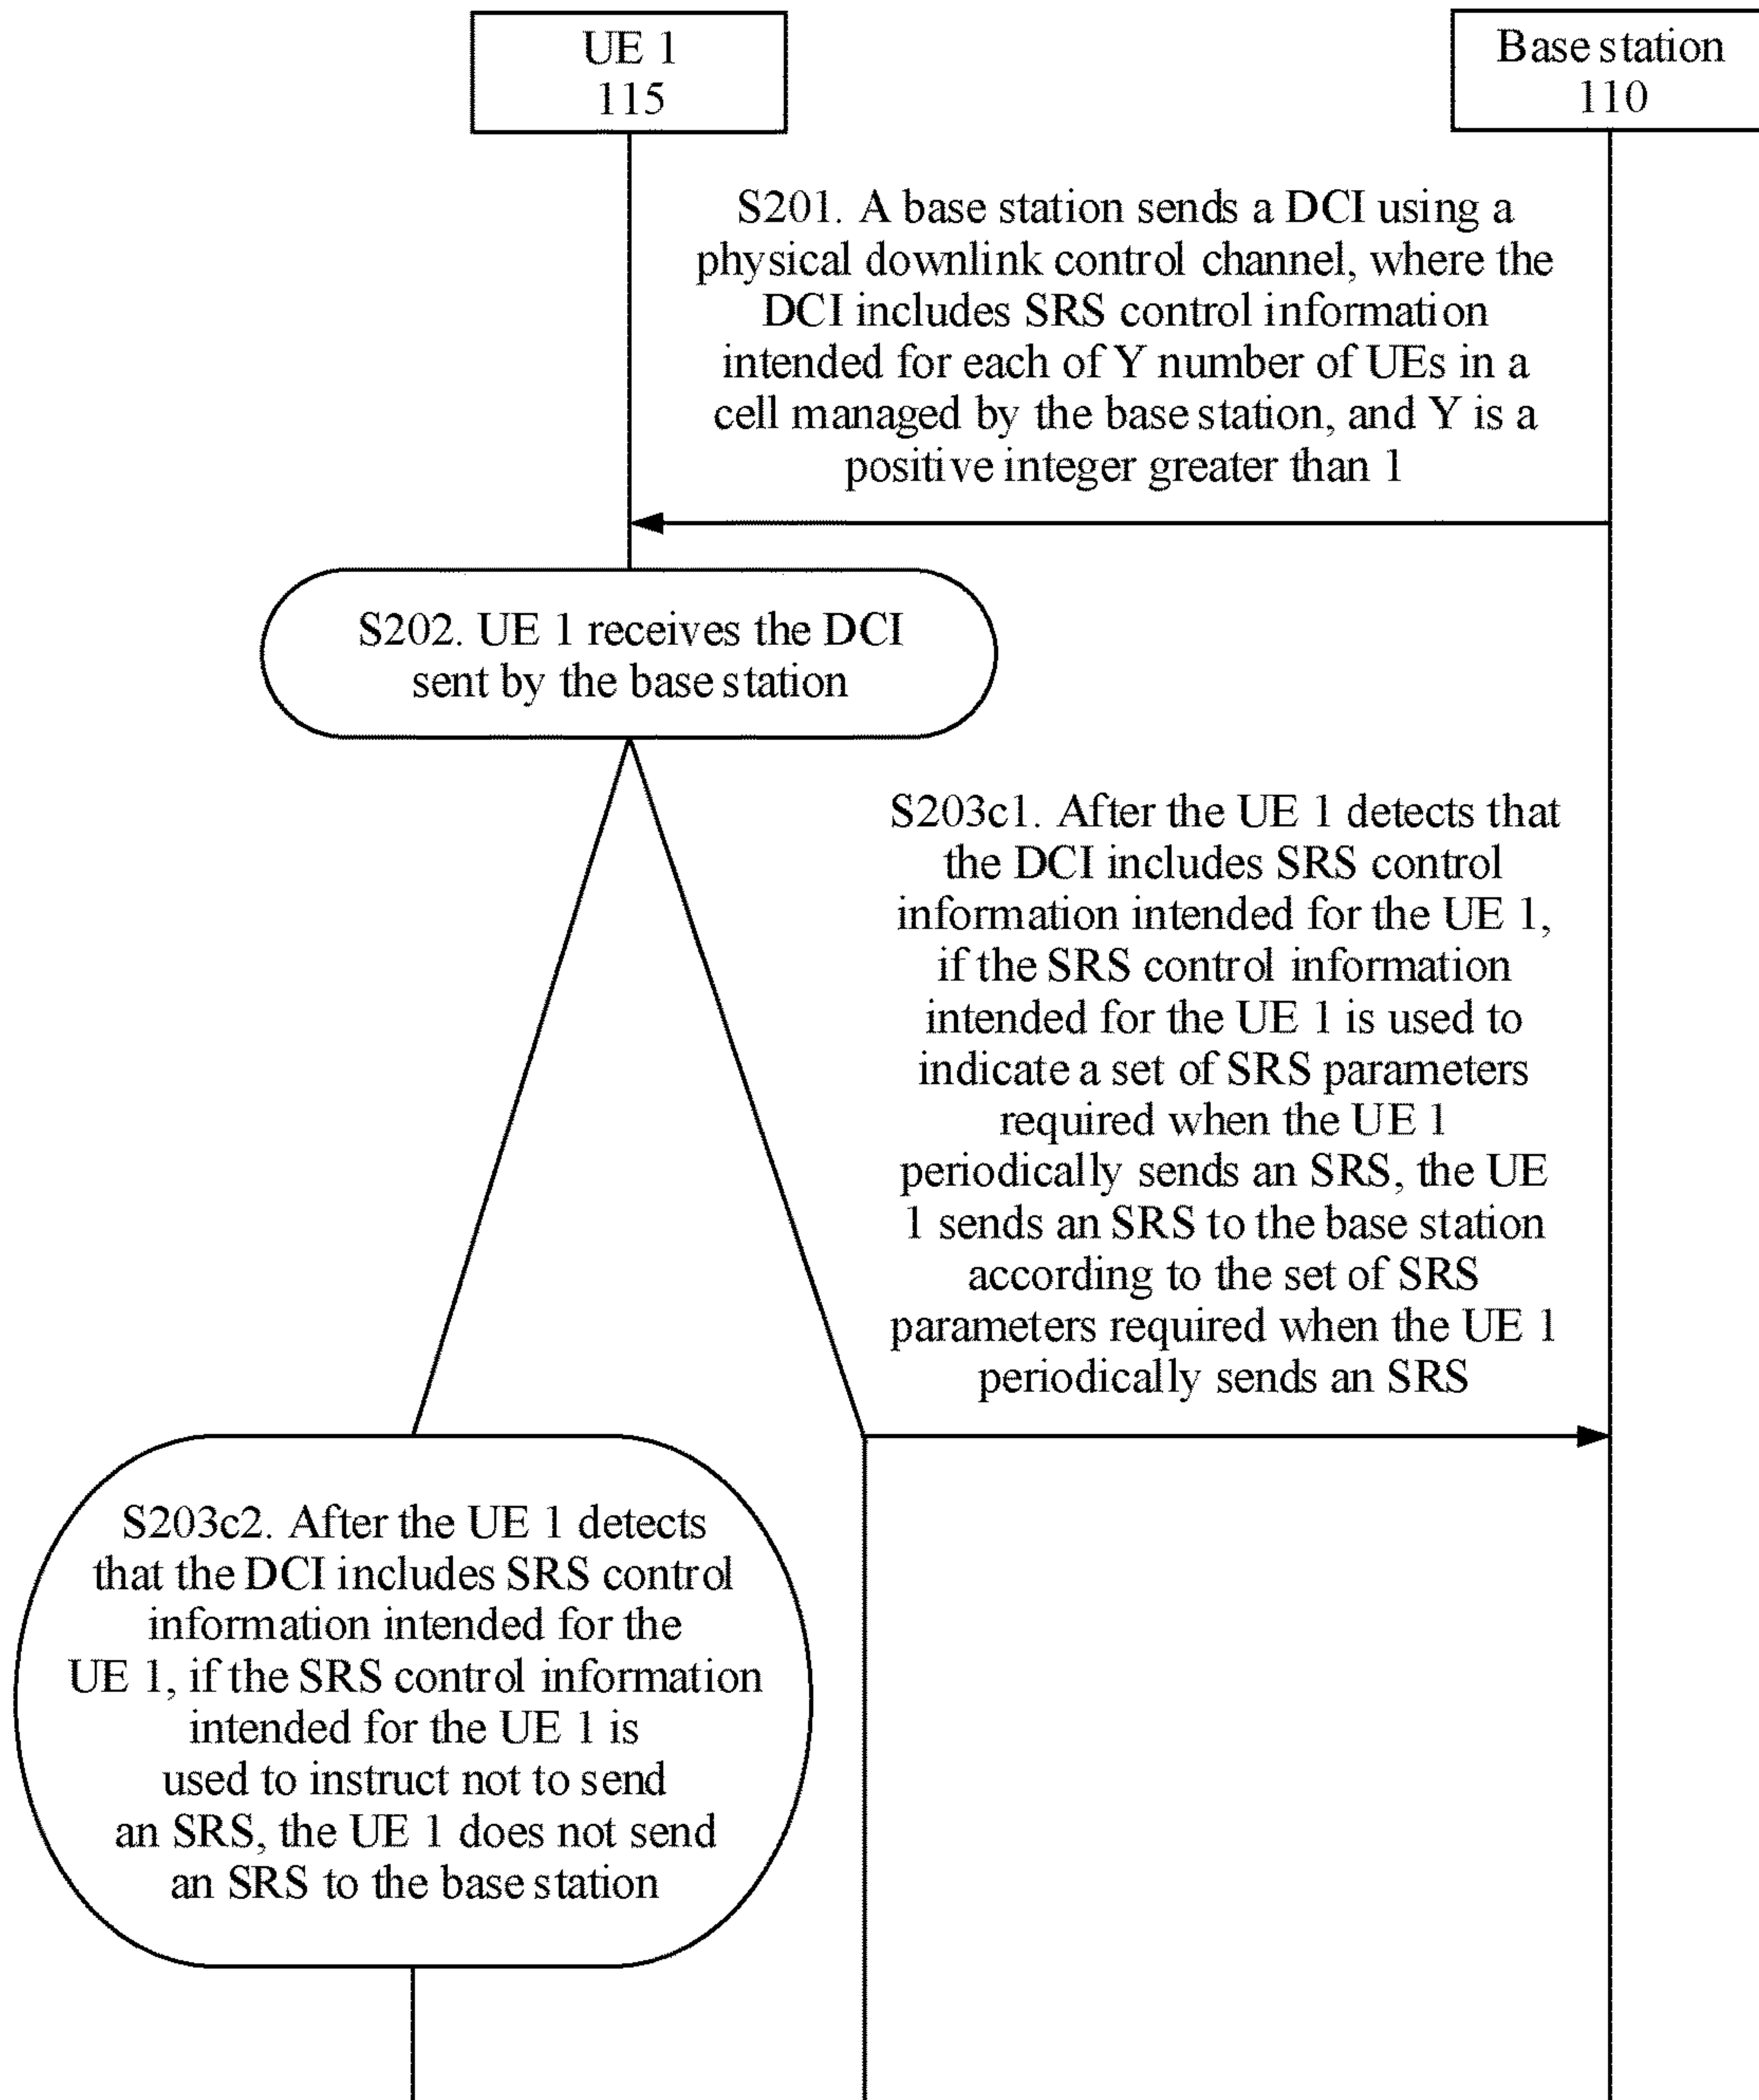 UE 1
115
Base station
110
S201. A base station sends a DCI using a
physical downlink control channel, where the
DCI includes SRS control information
intended for each of Y number of UEs in a
cell managed by the base station, and Y is a
positive integer greater than 1
S202. UE 1 receives the DCI
sent by the base station
S203c1. After the UE 1 detects that
the DCI includes SRS control
information intended for the UE 1,
if the SRS control information
intended for the UE 1 is used to
indicate a set of SRS parameters
required when the UE 1
periodically sends an SRS, the UE
1 sends an SRS to the base station
according to the set of SRS
parameters required when the UE 1
periodically sends an SRS
S203c2. After the UE 1 detects
that the DCI includes SRS control
information intended for the
UE 1, if the SRS control information
intended for the UE 1 is
used to instruct not to send
an SRS, the UE 1 does not send
an SRS to the base station